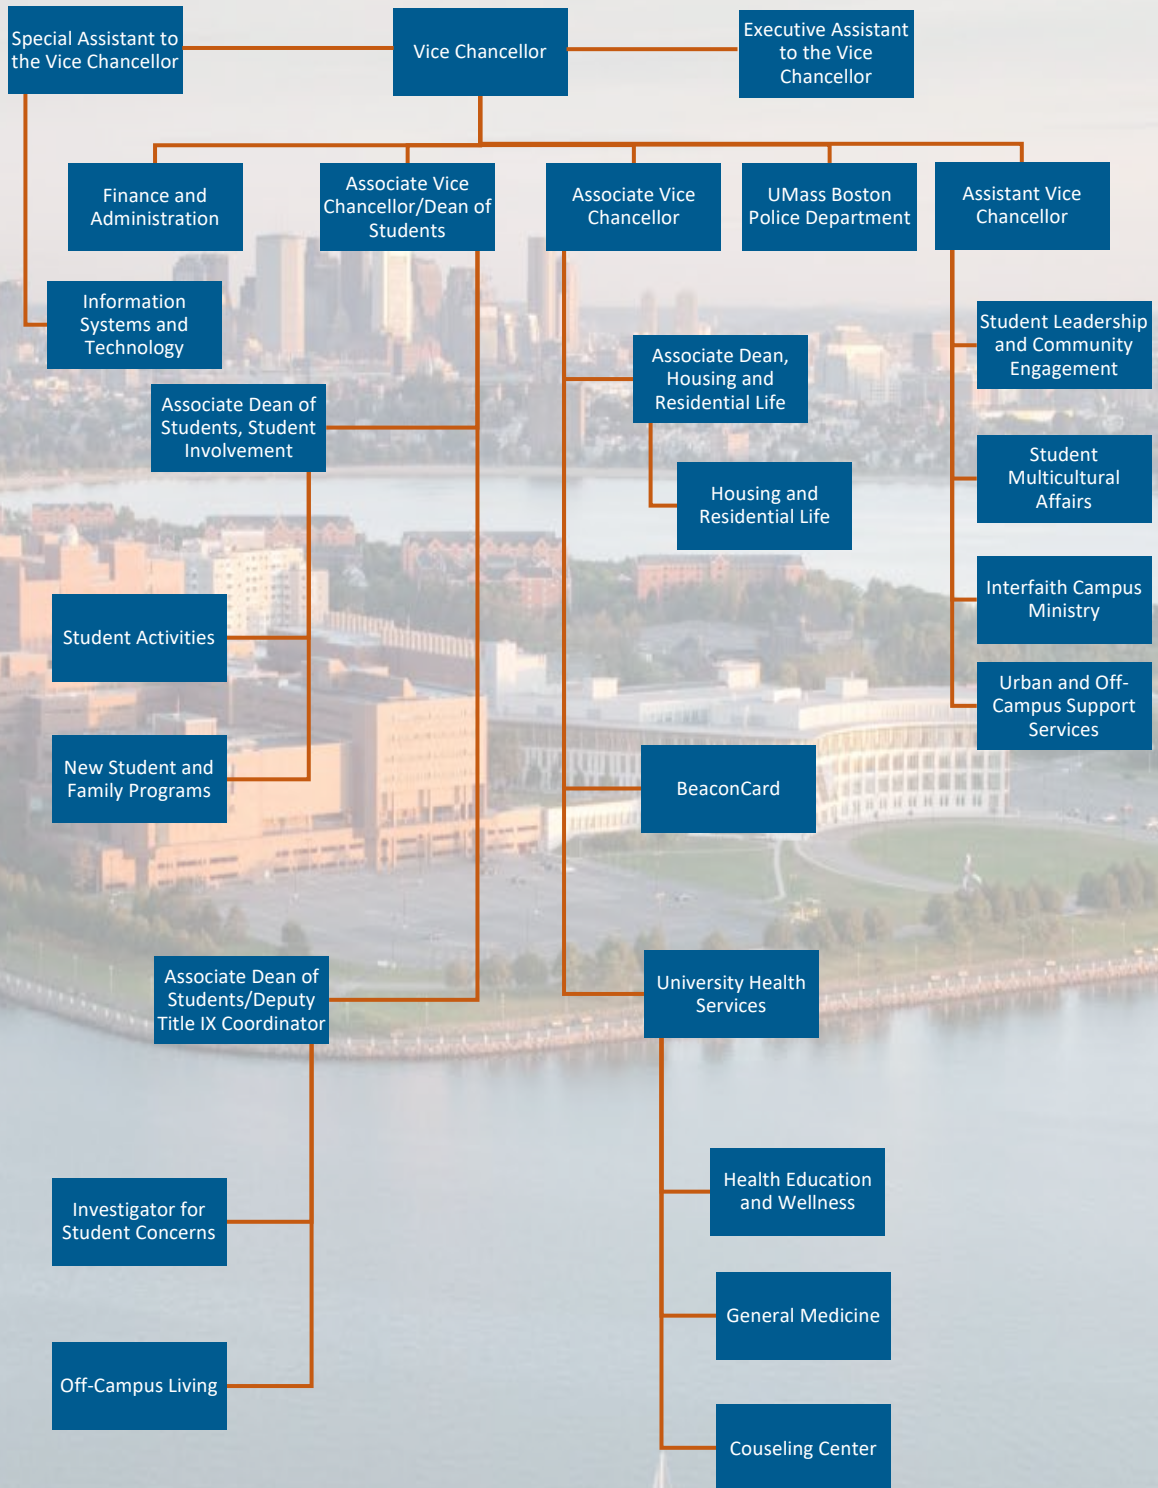 Special Assistant to
the Vice Chancellor
Vice Chancellor
Executive Assistant
to the Vice
Chancellor
Finance and
Administration
Associate Vice
Chancellor/Dean of
Students
Associate Vice
Chancellor
UMass Boston
Police Department
Assistant Vice
Chancellor
Information
Systems and
Technology
Associate Dean of
Students, Student
Involvement
Student Activities
New Student and
Family Programs
Associate Dean of
Students/Deputy
Title IX Coordinator
Investigator for
Student Concerns
Off-Campus Living
Associate Dean,
Housing and
Residential Life
Housing and
Residential Life
BeaconCard
University Health
Services
Health Education
and Wellness
General Medicine
Couseling Center
Student Leadership
and Community
Engagement
Student
Multicultural
Affairs
Interfaith Campus
Ministry
Urban and Off-
Campus Support
Services